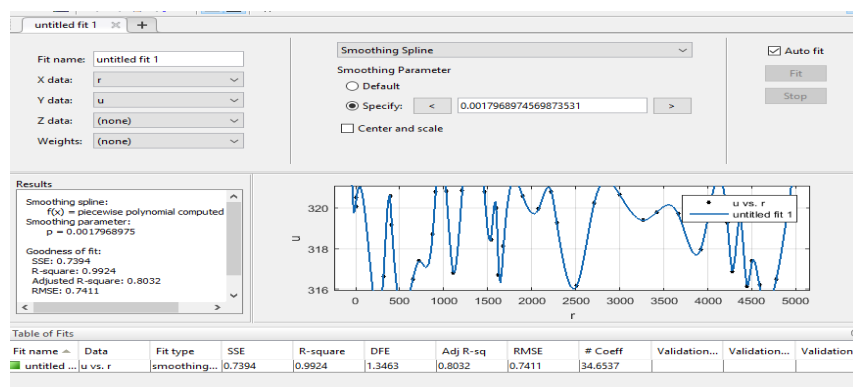 untitled fit 1
Fit name: untitled fit 1
X data: r
Y data: u
Z data: (none)
Weights: (none)
Smoothing Spline
Smoothing Parameter
Default
Specify: < 0.0017968974569873531 >
Center and scale
Auto fit
Fit
Stop
Results
Smoothing spline:
f(x) = piecewise polynomial computed
Smoothing parameter:
p = 0.0017968975
Goodness of fit:
SSE: 0.7394
R-square: 0.9924
Adjusted R-square: 0.8032
RMSE: 0.7411
320
318
316
u
0 500 1000 1500 2000 2500 3000 3500 4000 4500 5000
r
u vs. r
untitled fit 1
Table of Fits
Fit name Data Fit type SSE R-square DFE Adj R-sq RMSE # Coeff Validation... Validation... Validation
untitled ... u vs. r smoothing... 0.7394 0.9924 1.3463 0.8032 0.7411 34.6537